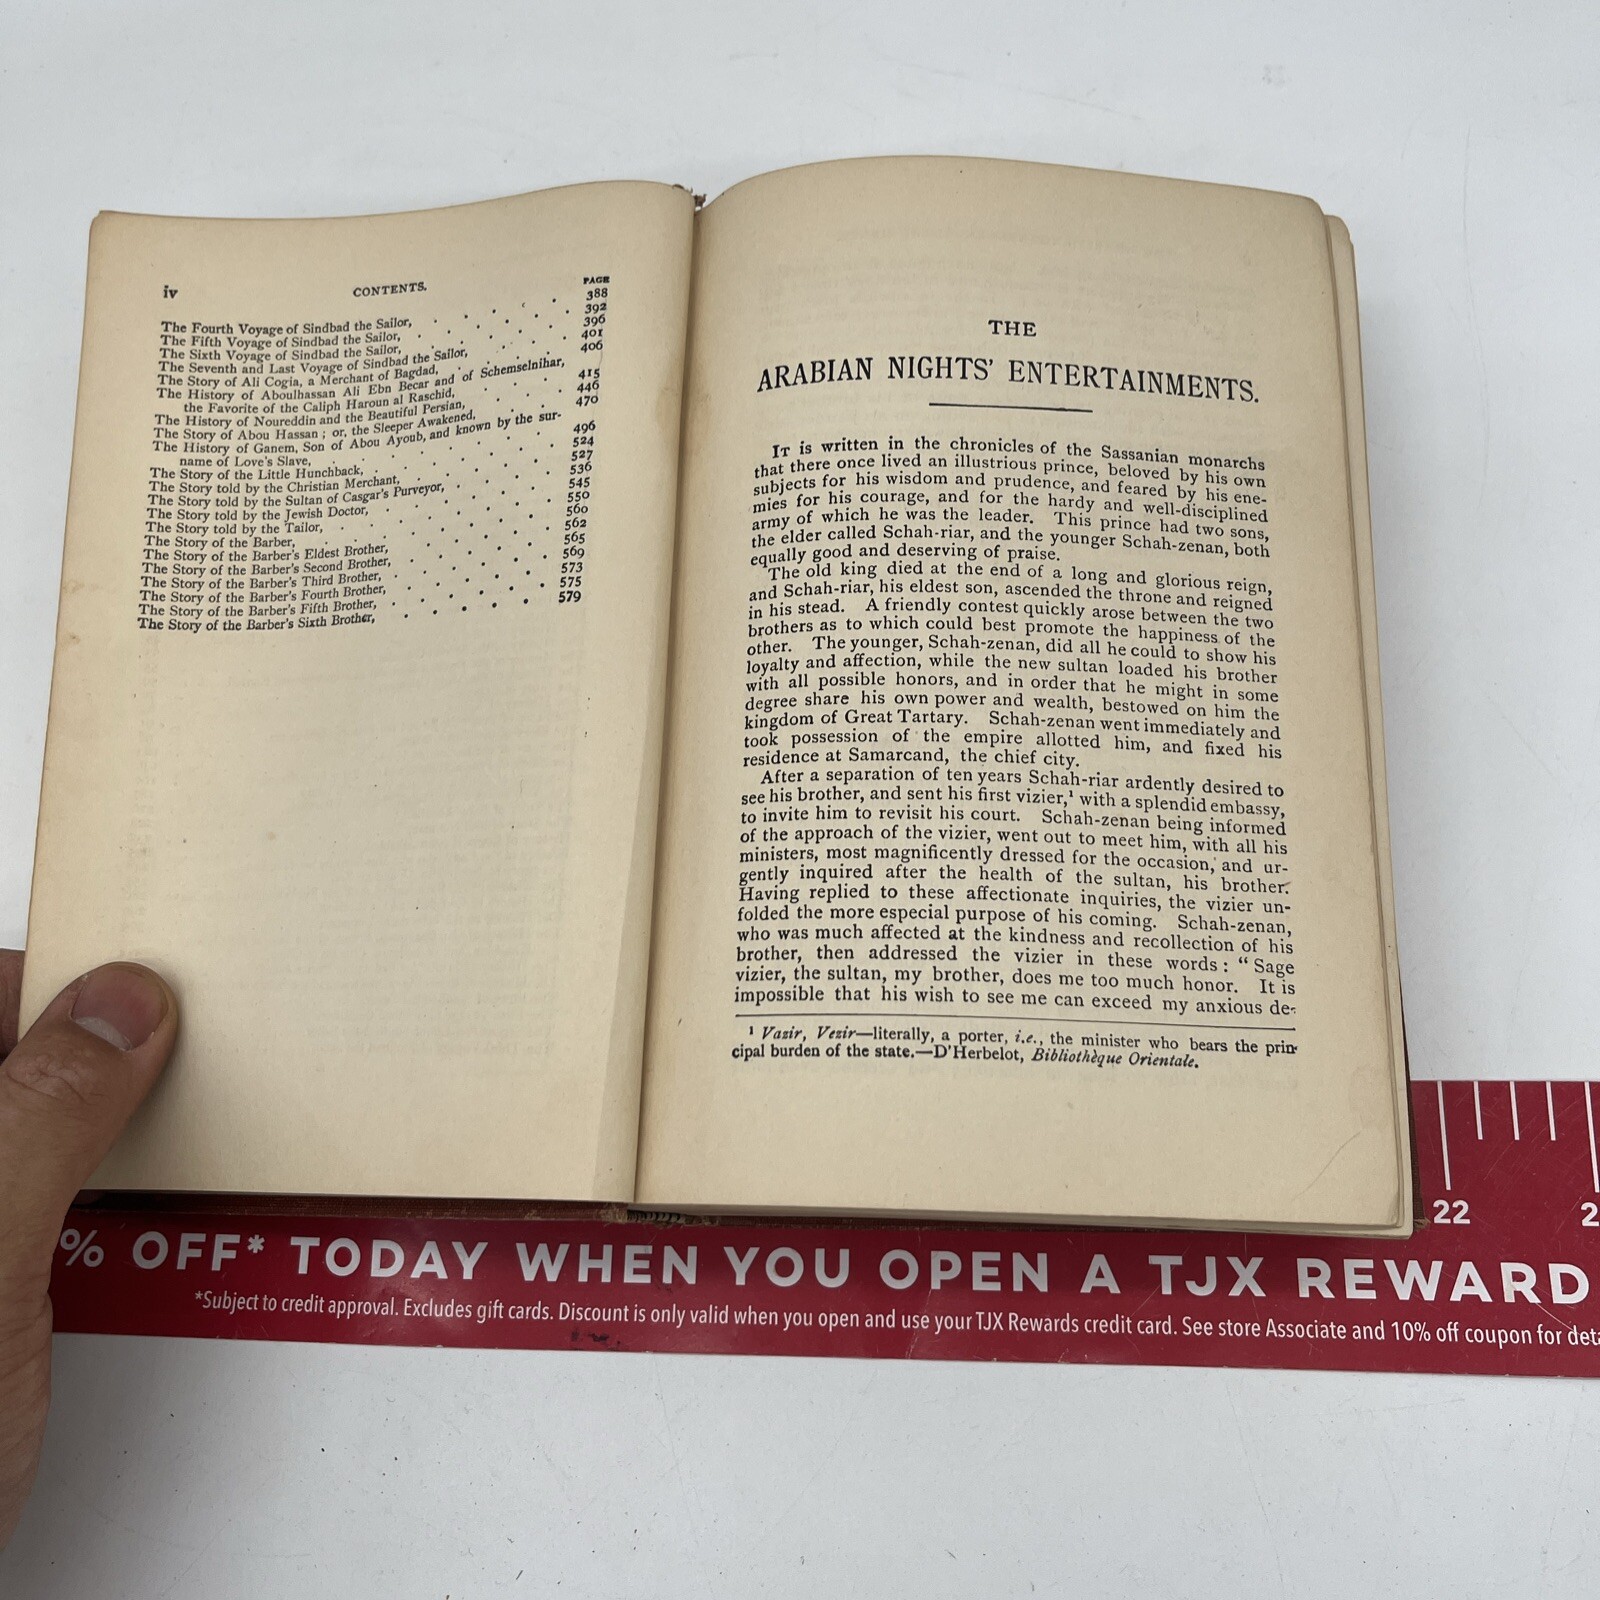 iv CONTENTS.
PAGE
The Fourth Voyage of Sindbad the Sailor, . . . . 388
The Fifth Voyage of Sindbad the Sailor, . . . . 392
The Sixth Voyage of Sindbad the Sailor, . . . . 396
The Seventh and Last Voyage of Sindbad the Sailor, . . . 401
The Story of Ali Cogia, a Merchant of Bagdad, . . . 406
The History of Aboulhassan Ali Ebn Becar and of Schemselnihar,
the Favorite of the Caliph Haroun al Raschid, . . . 415
The History of Noureddin and the Beautiful Persian, . . . 446
The Story of Abou Hassan ; or, the Sleeper Awakened, . . . 470
The History of Ganem, Son of Abou Ayoub, and known by the sur-
name of Love's Slave, . . . . . . 496
The Story of the Little Hunchback, . . . . . 524
The Story told by the Christian Merchant, . . . . 527
The Story told by the Sultan of Casgar's Purveyor, . . . 536
The Story told by the Jewish Doctor, . . . . . 545
The Story told by the Tailor, . . . . . . 550
The Story of the Barber, . . . . . . 560
The Story of the Barber's Eldest Brother, . . . . 562
The Story of the Barber's Second Brother, . . . . 565
The Story of the Barber's Third Brother, . . . . 569
The Story of the Barber's Fourth Brother, . . . . 573
The Story of the Barber's Fifth Brother, . . . . 575
The Story of the Barber's Sixth Brother, . . . . 579
THE
ARABIAN NIGHTS' ENTERTAINMENTS.
IT is written in the chronicles of the Sassanian monarchs
that there once lived an illustrious prince, beloved by his own
subjects for his wisdom and prudence, and feared by his ene-
mies for his courage, and for the hardy and well-disciplined
army of which he was the leader. This prince had two sons,
the elder called Schah-riar, and the younger Schah-zenan, both
equally good and deserving of praise.
The old king died at the end of a long and glorious reign,
and Schah-riar, his eldest son, ascended the throne and reigned
in his stead. A friendly contest quickly arose between the two
brothers as to which could best promote the happiness of the
other. The younger, Schah-zenan, did all he could to show his
loyalty and affection, while the new sultan loaded his brother
with all possible honors, and in order that he might in some
degree share his own power and wealth, bestowed on him the
kingdom of Great Tartary. Schah-zenan went immediately and
took possession of the empire allotted him, and fixed his
residence at Samarcand, the chief city.
After a separation of ten years Schah-riar ardently desired to
see his brother, and sent his first vizier,¹ with a splendid embassy,
to invite him to revisit his court. Schah-zenan being informed
of the approach of the vizier, went out to meet him, with all his
ministers, most magnificently dressed for the occasion, and ur-
gently inquired after the health of the sultan, his brother.
Having replied to these affectionate inquiries, the vizier un-
folded the more especial purpose of his coming. Schah-zenan,
who was much affected at the kindness and recollection of his
brother, then addressed the vizier in these words : "Sage
vizier, the sultan, my brother, does me too much honor. It is
impossible that his wish to see me can exceed my anxious de-
¹ Vazir, Vezir—literally, a porter, i.e., the minister who bears the prin-
cipal burden of the state.—D'Herbelot, Bibliothèque Orientale.
22 2
% OFF* TODAY WHEN YOU OPEN A TJX REWARD
*Subject to credit approval. Excludes gift cards. Discount is only valid when you open and use your TJX Rewards credit card. See store Associate and 10% off coupon for deta